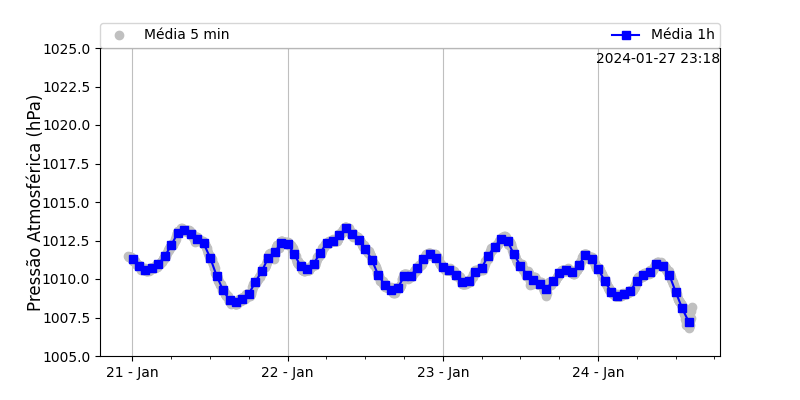 Média 5 min
Média 1h
2024-01-27 23:18
Pressão Atmosférica (hPa)
1025.0
1022.5
1020.0
1017.5
1015.0
1012.5
1010.0
1007.5
1005.0
21 - Jan
22 - Jan
23 - Jan
24 - Jan